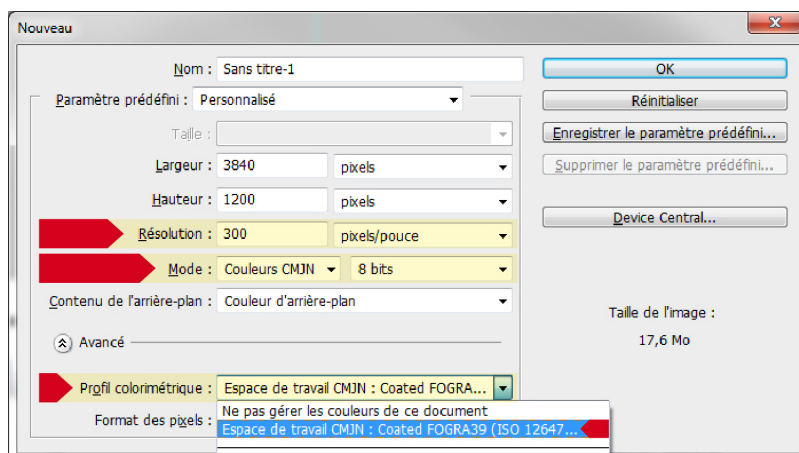 Nouveau
Nom : Sans titre-1
OK
Paramètre prédéfini : Personnalisé
Réinitialiser
Taille :
Enregistrer le paramètre prédéfini...
Largeur : 3840 pixels
Supprimer le paramètre prédéfini...
Hauteur : 1200 pixels
Device Central...
Résolution : 300 pixels/pouce
Mode : Couleurs CMJN 8 bits
Contenu de l'arrière-plan : Couleur d'arrière-plan
Taille de l'image :
17,6 Mo
Avancé
Profil colorimétrique : Espace de travail CMJN : Coated FOGRA...
Format des pixels :
Ne pas gérer les couleurs de ce document
Espace de travail CMJN : Coated FOGRA39 (ISO 12647...